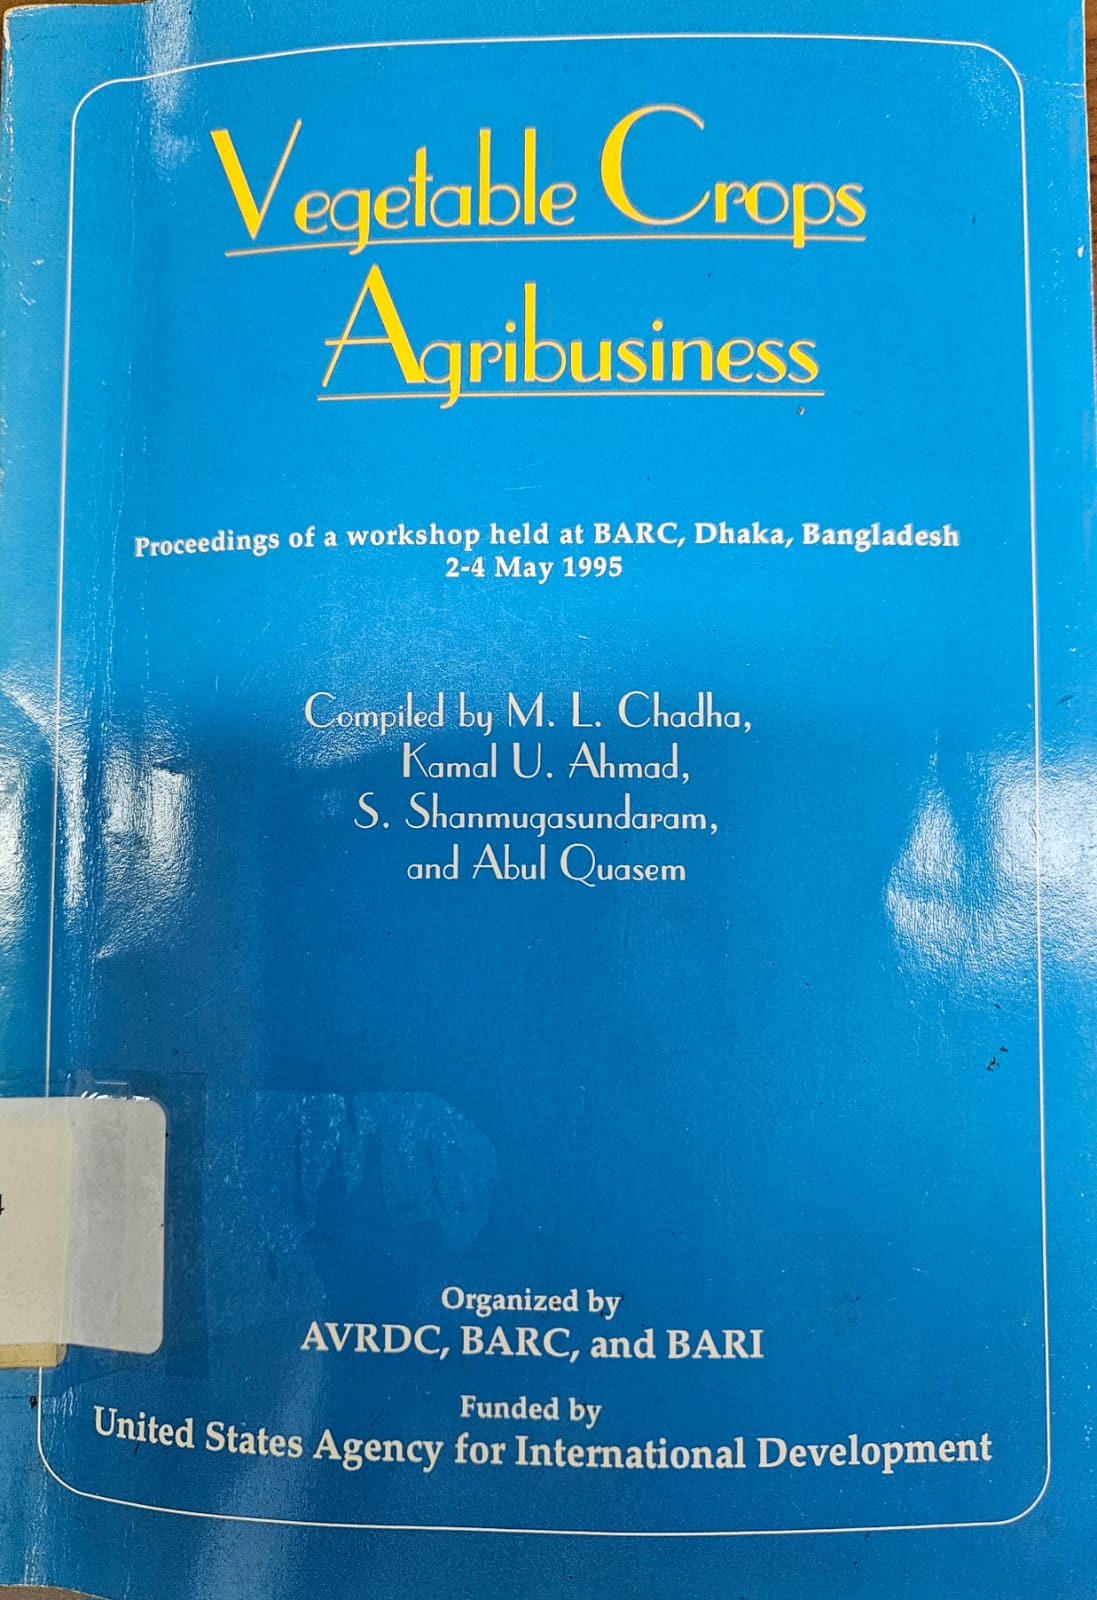 Vegetable Crops
Agribusiness
Proceedings of a workshop held at BARC, Dhaka, Bangladesh
2-4 May 1995
Compiled by M. L. Chadha,
Kamal U. Ahmad,
S. Shanmugasundaram,
and Abul Quasem
Organized by
AVRDC, BARC, and BARI
Funded by
United States Agency for International Development